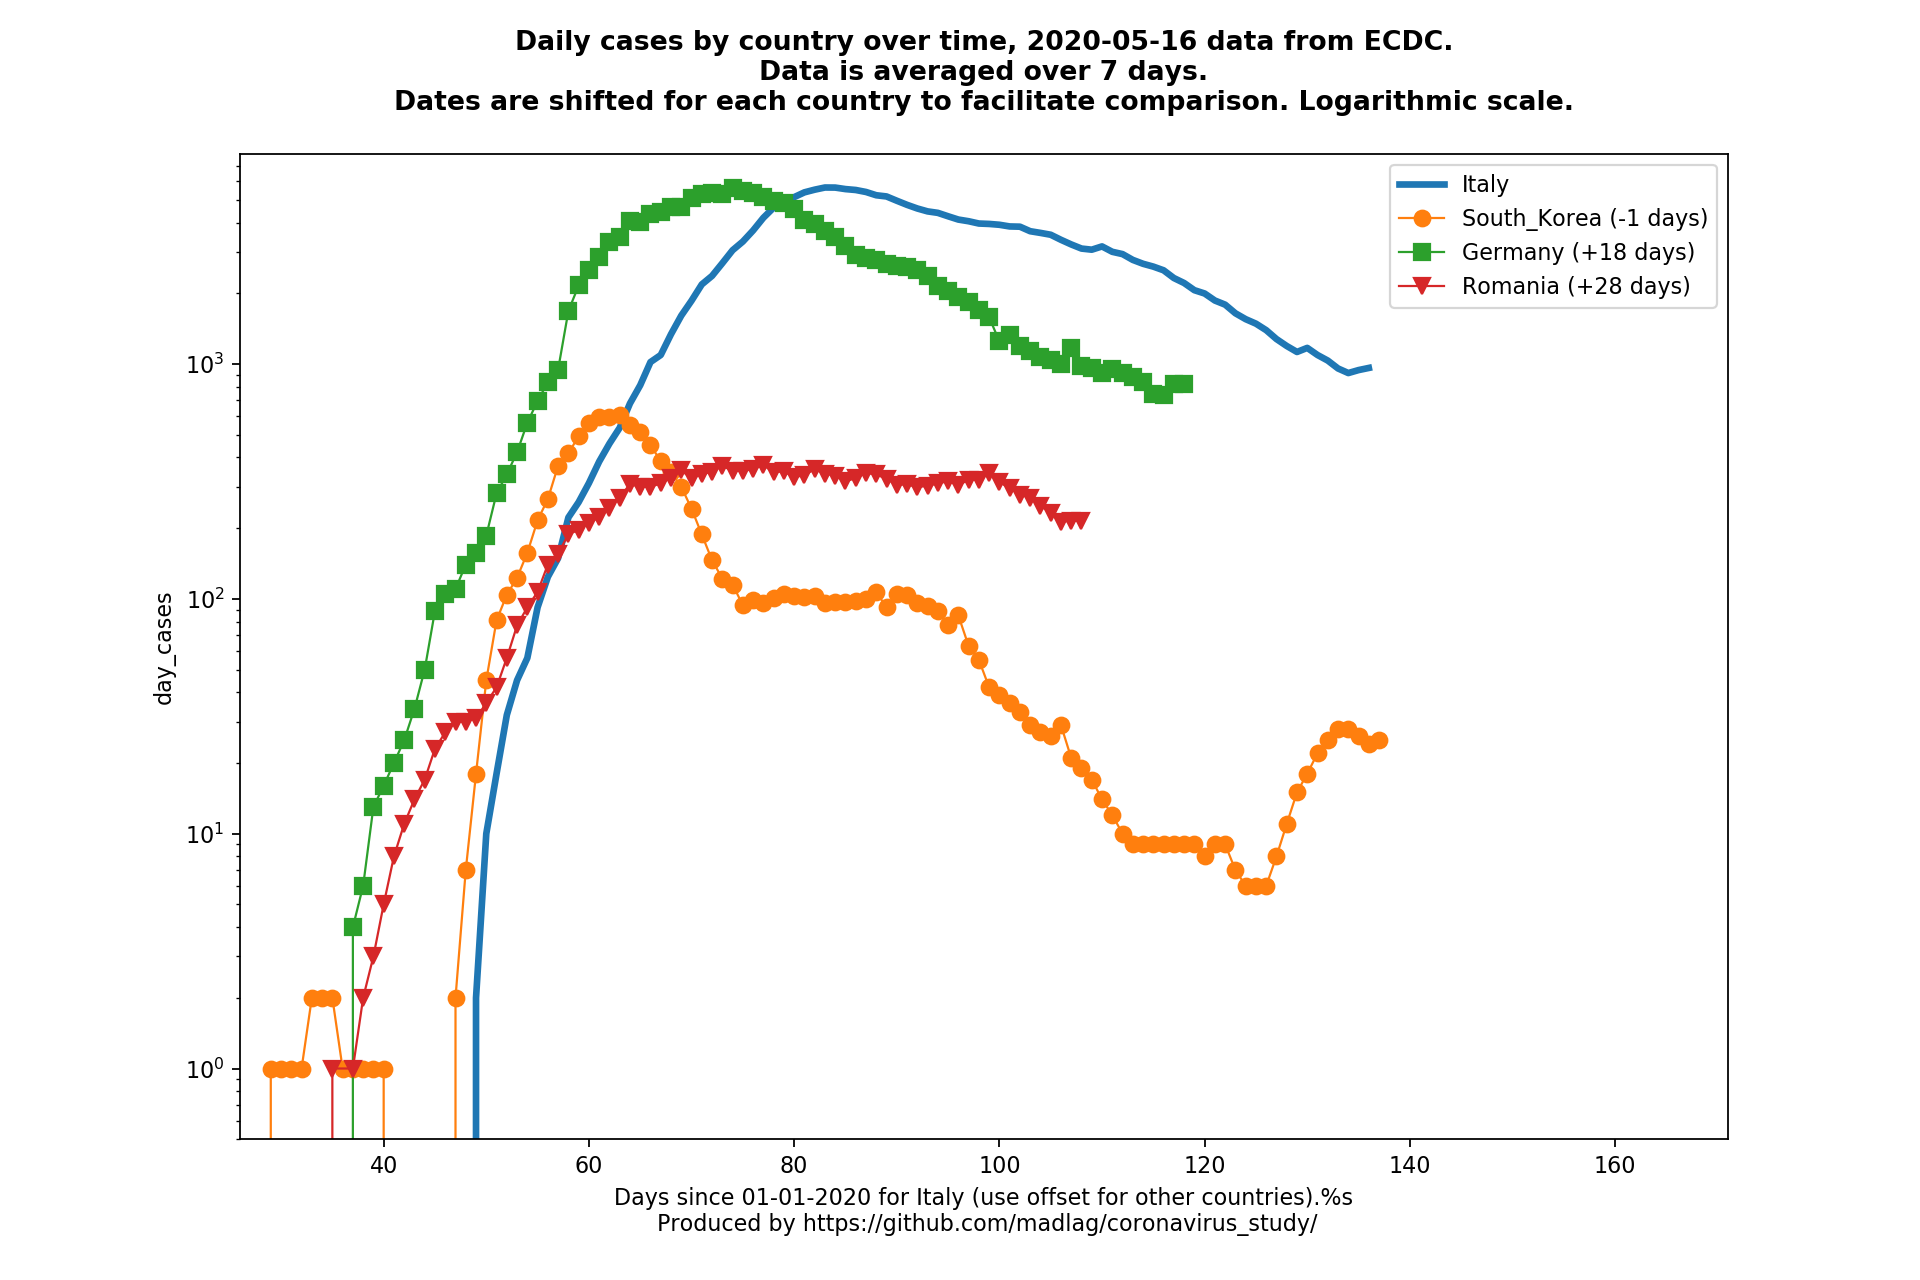 Daily cases by country over time, 2020-05-16 data from ECDC.
Data is averaged over 7 days.
Dates are shifted for each country to facilitate comparison. Logarithmic scale.
Italy
South_Korea (-1 days)
Germany (+18 days)
Romania (+28 days)
day_cases
10³
10²
10¹
10⁰
40 60 80 100 120 140 160
Days since 01-01-2020 for Italy (use offset for other countries).%s
Produced by https://github.com/madlag/coronavirus_study/